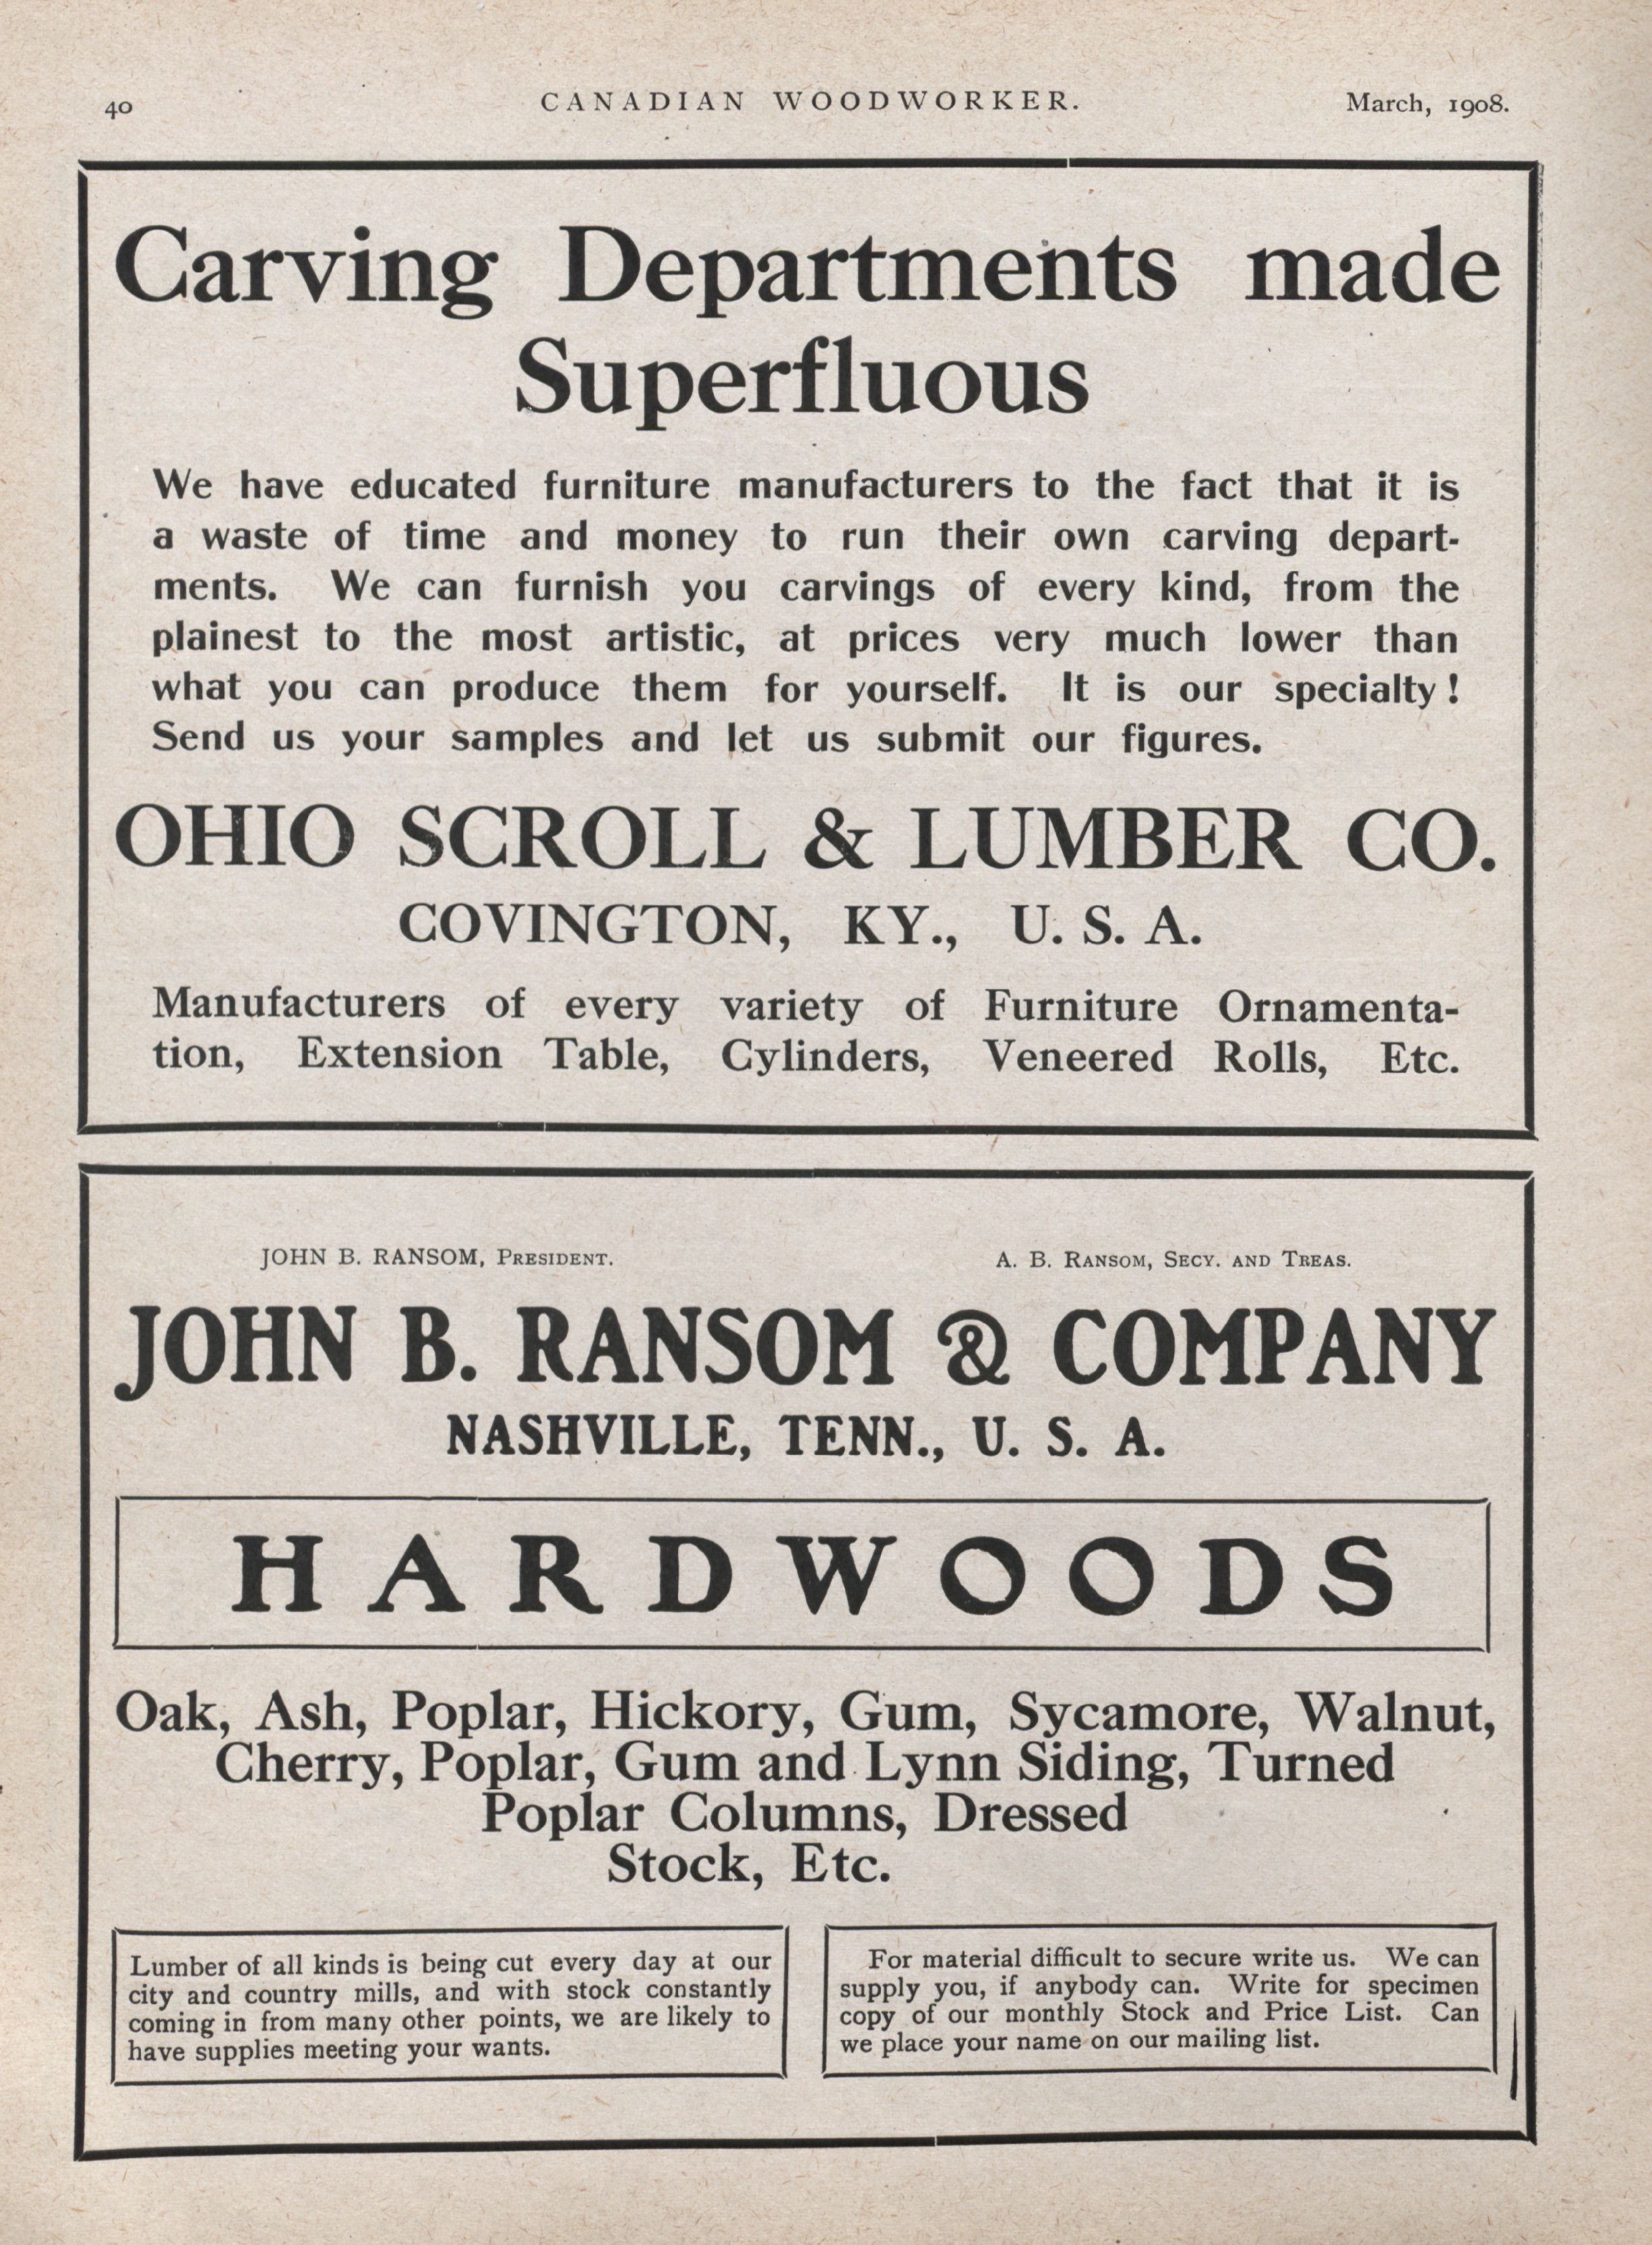 40
CANADIAN WOODWORKER.
March, 1908.
Carving Departments made
Superfluous
We have educated furniture manufacturers to the fact that it is
a waste of time and money to run their own carving depart-
ments. We can furnish you carvings of every kind, from the
plainest to the most artistic, at prices very much lower than
what you can produce them for yourself. It is our specialty!
Send us your samples and let us submit our figures.
OHIO SCROLL & LUMBER CO.
COVINGTON, KY., U. S. A.
Manufacturers of every variety of Furniture Ornamenta-
tion, Extension Table, Cylinders, Veneered Rolls, Etc.
JOHN B. RANSOM, PRESIDENT.
A. B. RANSOM, SECY. AND TREAS.
JOHN B. RANSOM & COMPANY
NASHVILLE, TENN., U. S. A.
HARDWOODS
Oak, Ash, Poplar, Hickory, Gum, Sycamore, Walnut,
Cherry, Poplar, Gum and Lynn Siding, Turned
Poplar Columns, Dressed
Stock, Etc.
Lumber of all kinds is being cut every day at our
city and country mills, and with stock constantly
coming in from many other points, we are likely to
have supplies meeting your wants.
For material difficult to secure write us. We can
supply you, if anybody can. Write for specimen
copy of our monthly Stock and Price List. Can
we place your name on our mailing list.